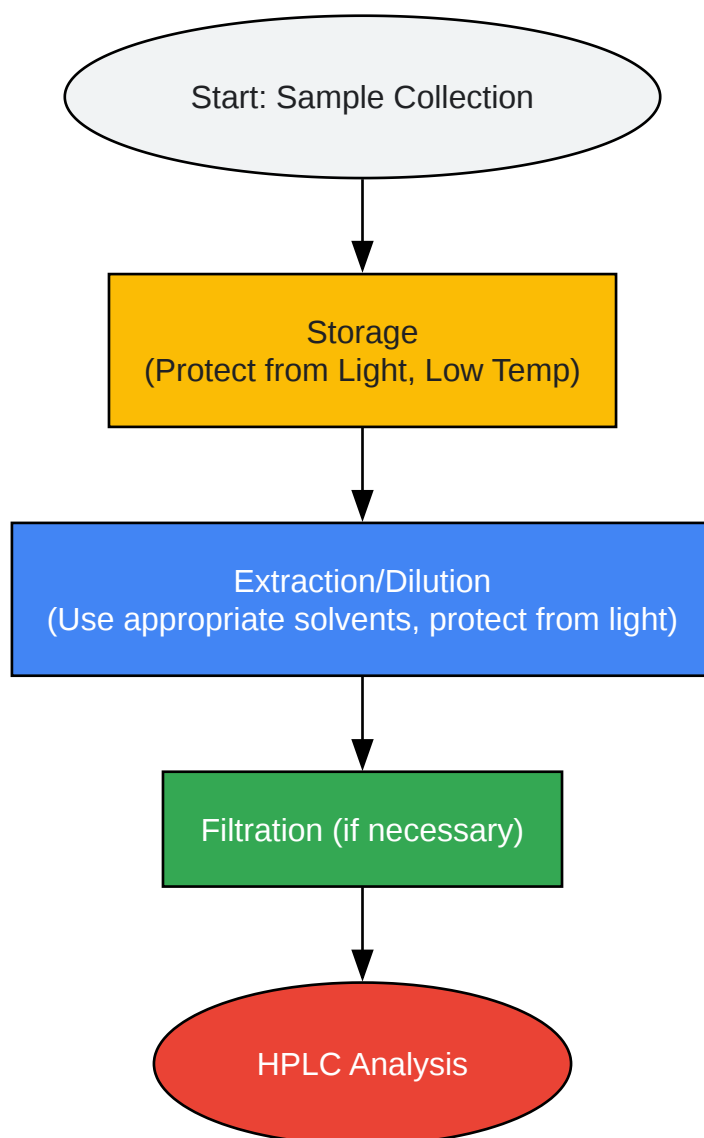 Start: Sample Collection
Storage
(Protect from Light, Low Temp)
Extraction/Dilution
(Use appropriate solvents, protect from light)
Filtration (if necessary)
HPLC Analysis